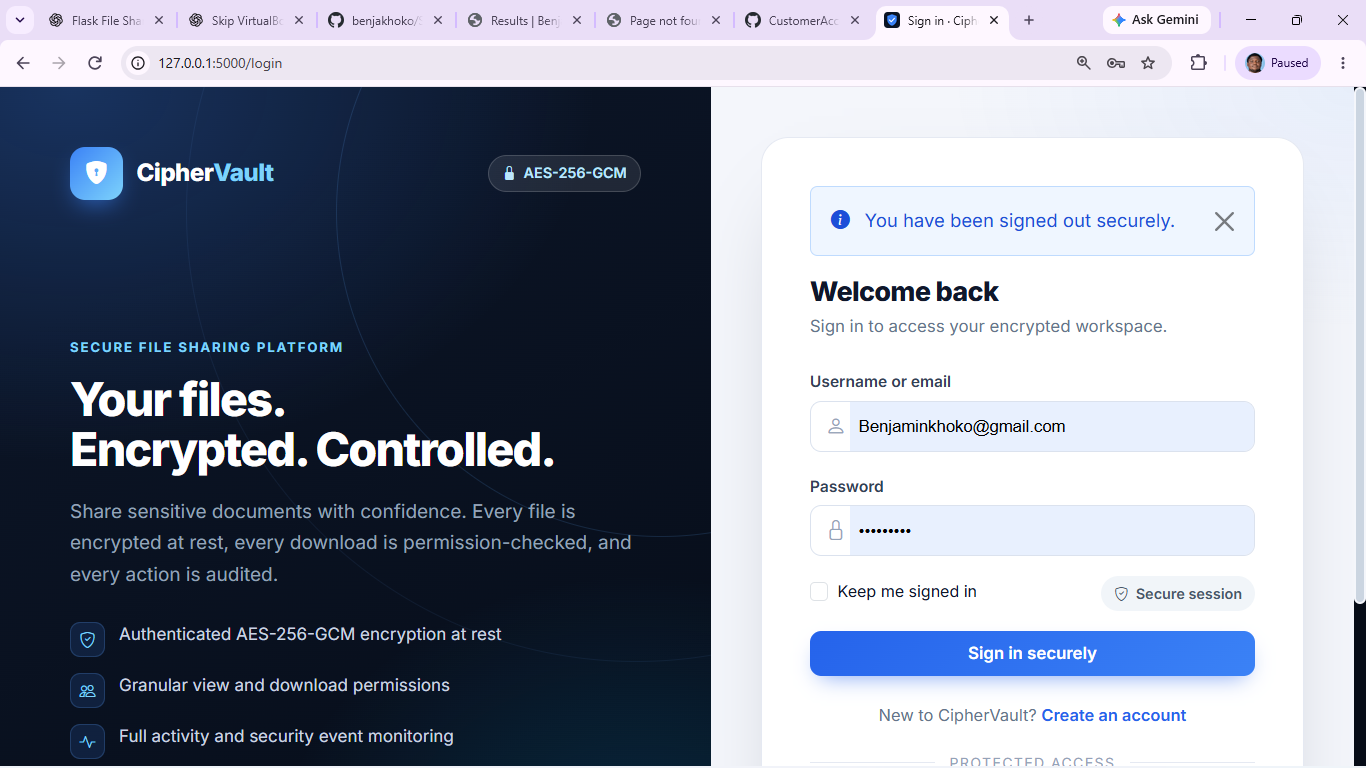 Flask File Sha
Skip VirtualBo
benjakhoko/S
Results | Benj
Page not fou
CustomerAcc
Sign in · Ciph
Ask Gemini
127.0.0.1:5000/login
Paused
CipherVault
AES-256-GCM
SECURE FILE SHARING PLATFORM
Your files.
Encrypted. Controlled.
Share sensitive documents with confidence. Every file is
encrypted at rest, every download is permission-checked, and
every action is audited.
Authenticated AES-256-GCM encryption at rest
Granular view and download permissions
Full activity and security event monitoring
You have been signed out securely.
Welcome back
Sign in to access your encrypted workspace.
Username or email
Benjaminkhoko@gmail.com
Password
•••••••••
Keep me signed in
Secure session
Sign in securely
New to CipherVault? Create an account
PROTECTED ACCESS